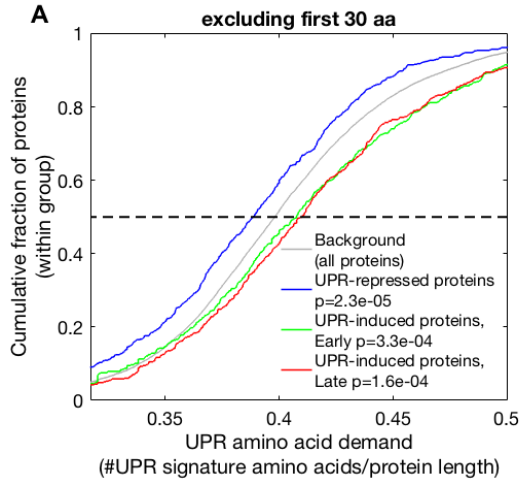 A
excluding first 30 aa
Cumulative fraction of proteins
(within group)
1
0.8
0.6
0.4
0.2
0
Background
(all proteins)
UPR-repressed proteins
p=2.3e-05
UPR-induced proteins,
Early p=3.3e-04
UPR-induced proteins,
Late p=1.6e-04
0.35
0.4
0.45
0.5
UPR amino acid demand
(#UPR signature amino acids/protein length)